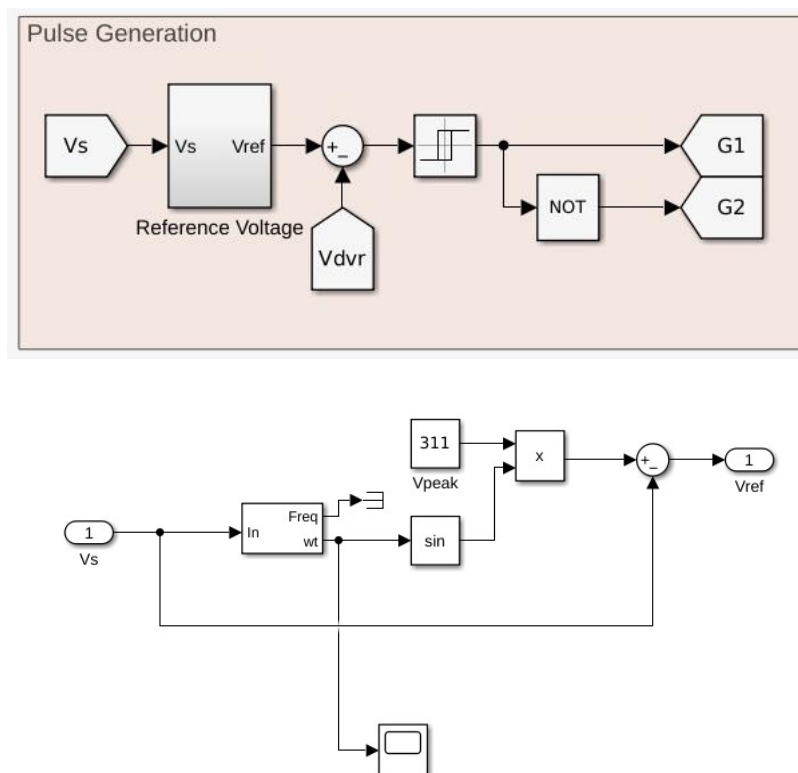 Pulse Generation
Vs
Vs
Vref
+
−
G1
NOT
G2
Reference Voltage
Vdvr
311
x
Vpeak
+
−
1
Vref
Freq
In
wt
sin
1
Vs